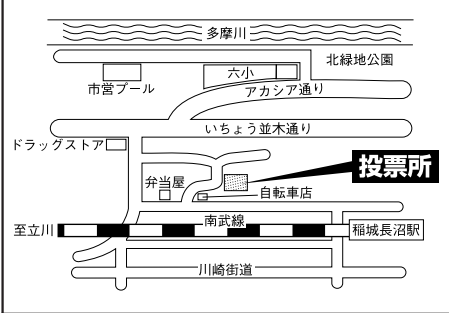 多摩川
北緑地公園
六小
市営プール
アカシア通り
いちょう並木通り
ドラッグストア
投票所
弁当屋
自転車店
南武線
至立川
稲城長沼駅
川崎街道